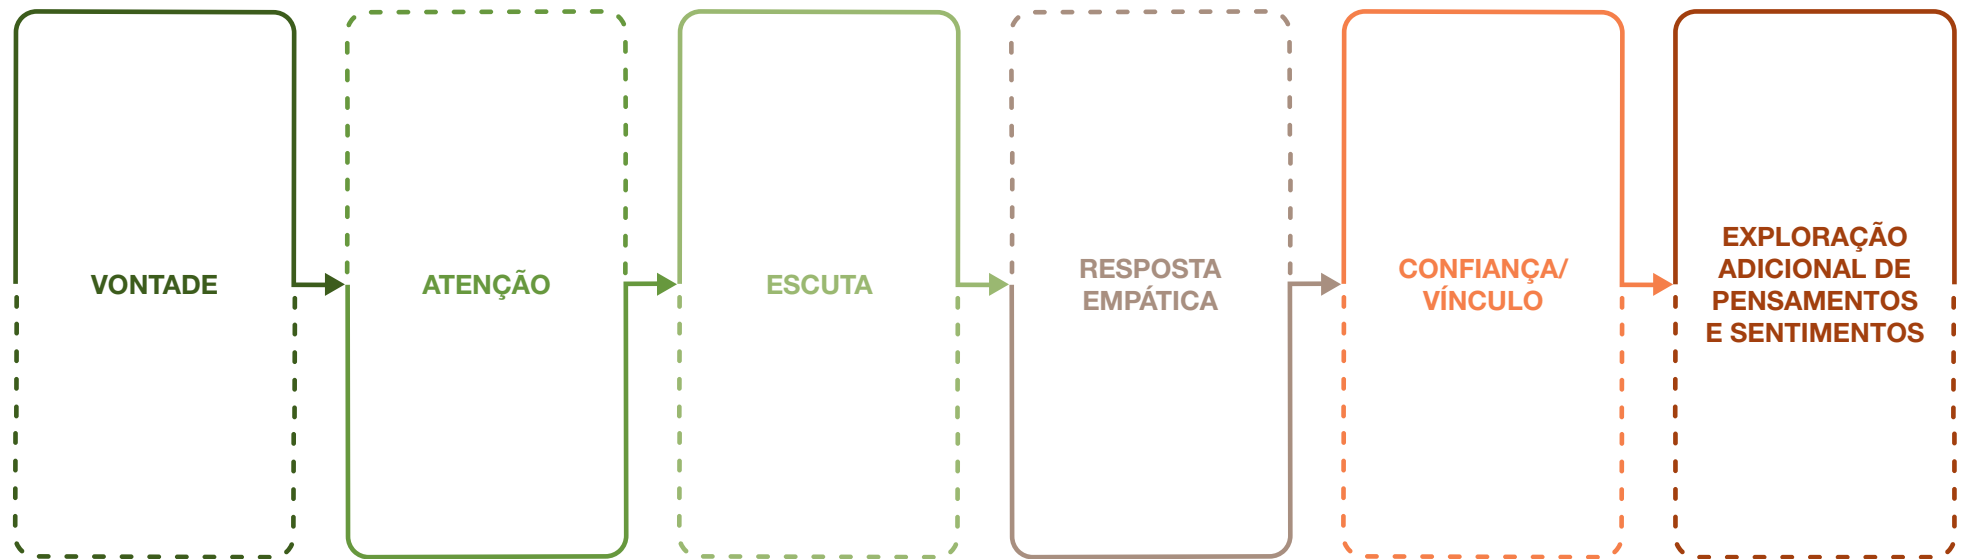 VONTADE
ATENÇÃO
ESCUTA
RESPOSTA
EMPÁTICA
CONFIANÇA/
VÍNCULO
EXPLORAÇÃO
ADICIONAL DE
PENSAMENTOS
E SENTIMENTOS